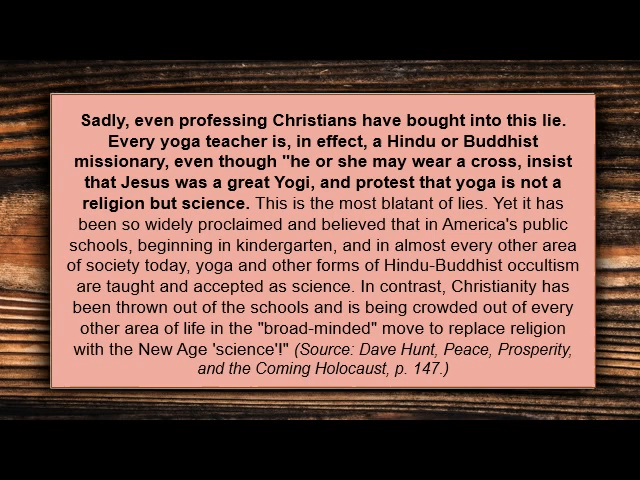 Sadly, even professing Christians have bought into this lie.
Every yoga teacher is, in effect, a Hindu or Buddhist
missionary, even though "he or she may wear a cross, insist
that Jesus was a great Yogi, and protest that yoga is not a
religion but science. This is the most blatant of lies. Yet it has
been so widely proclaimed and believed that in America's public
schools, beginning in kindergarten, and in almost every other area
of society today, yoga and other forms of Hindu-Buddhist occultism
are taught and accepted as science. In contrast, Christianity has
been thrown out of the schools and is being crowded out of every
other area of life in the "broad-minded" move to replace religion
with the New Age 'science'!" (Source: Dave Hunt, Peace, Prosperity,
and the Coming Holocaust, p. 147.)